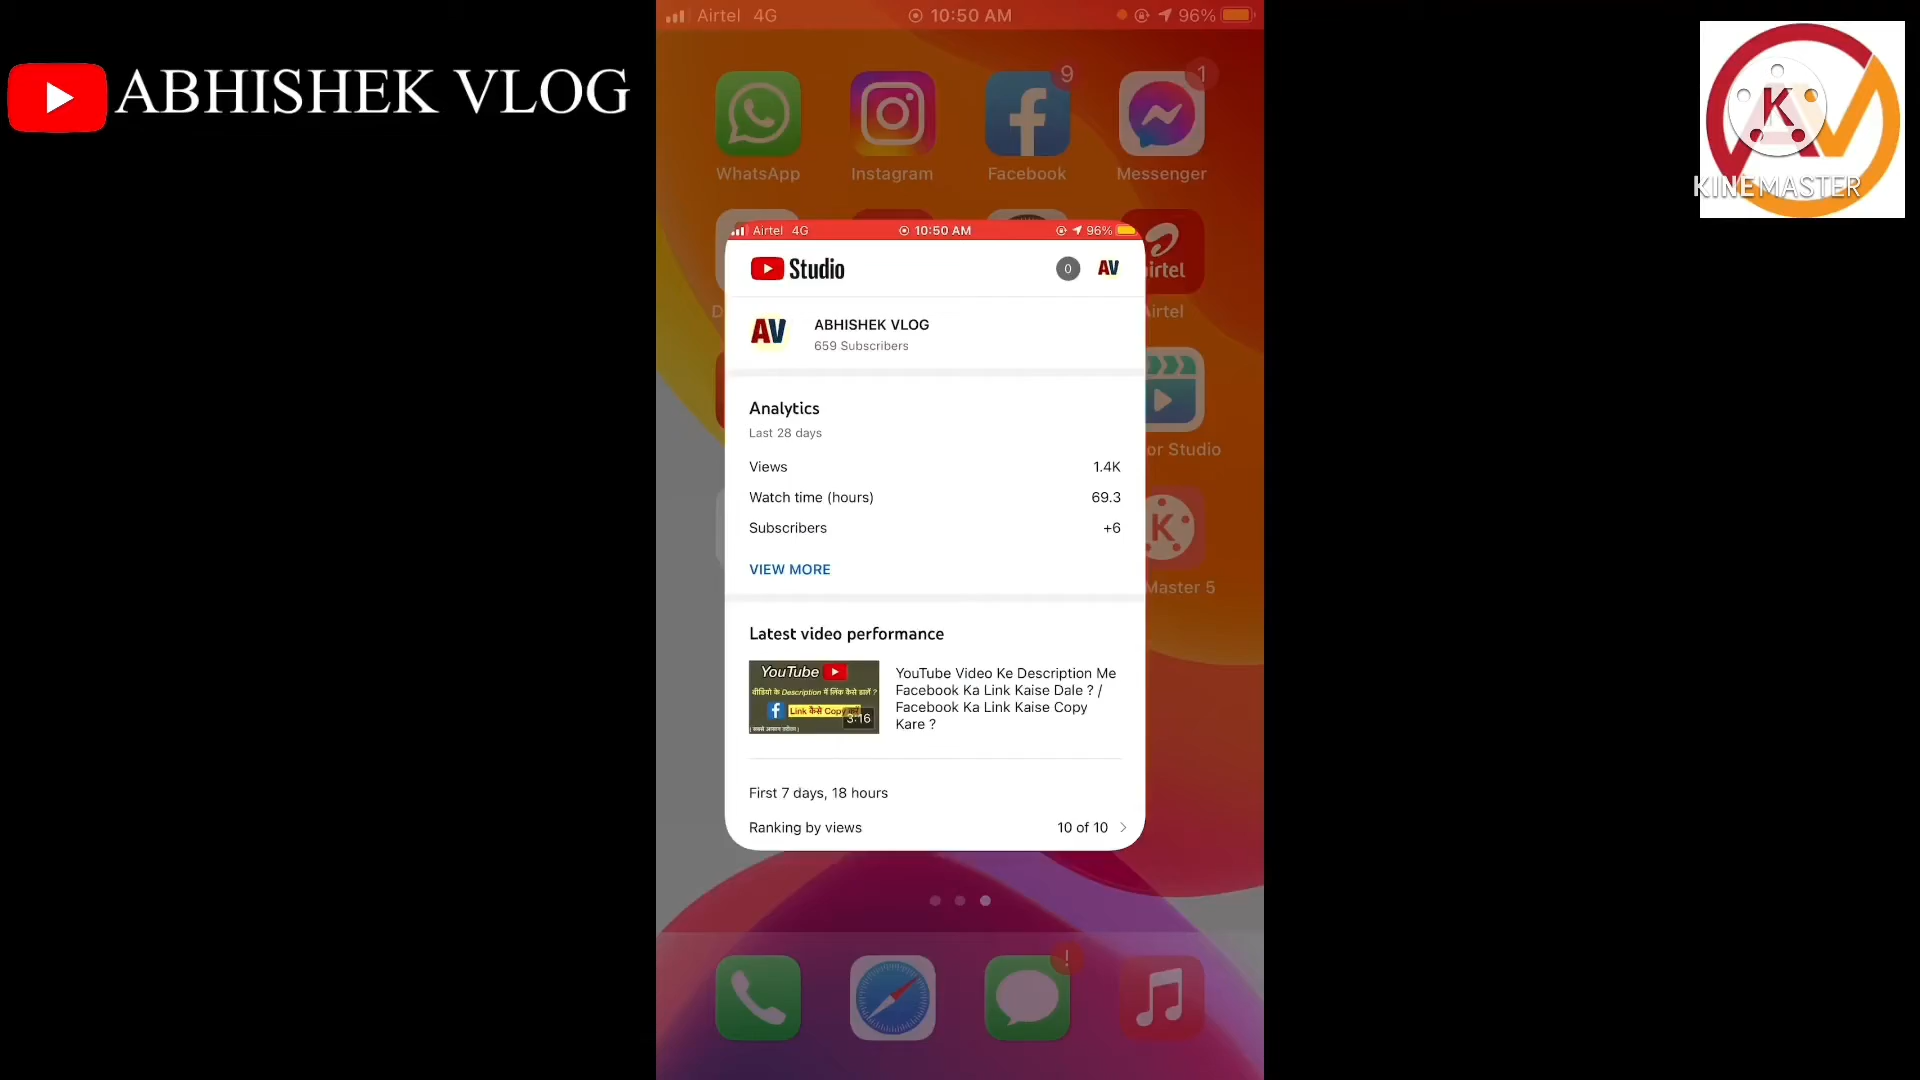 Airtel 4G 10:50 AM 96%
ABHISHEK VLOG
K
KINEMASTER
9
1
WhatsApp Instagram Facebook Messenger
Airtel 4G 10:50 AM 96%
Studio 0 AV
airtel
AV ABHISHEK VLOG
659 Subscribers
Analytics
Last 28 days
Views 1.4K
or Studio
Watch time (hours) 69.3
Subscribers +6
K
VIEW MORE
Master 5
Latest video performance
YouTube
वीडियो के Description में लिंक कैसे डालें ?
Link कैसे Copy करें
3:16
YouTube Video Ke Description Me
Facebook Ka Link Kaise Dale ? /
Facebook Ka Link Kaise Copy
Kare ?
First 7 days, 18 hours
Ranking by views 10 of 10
!